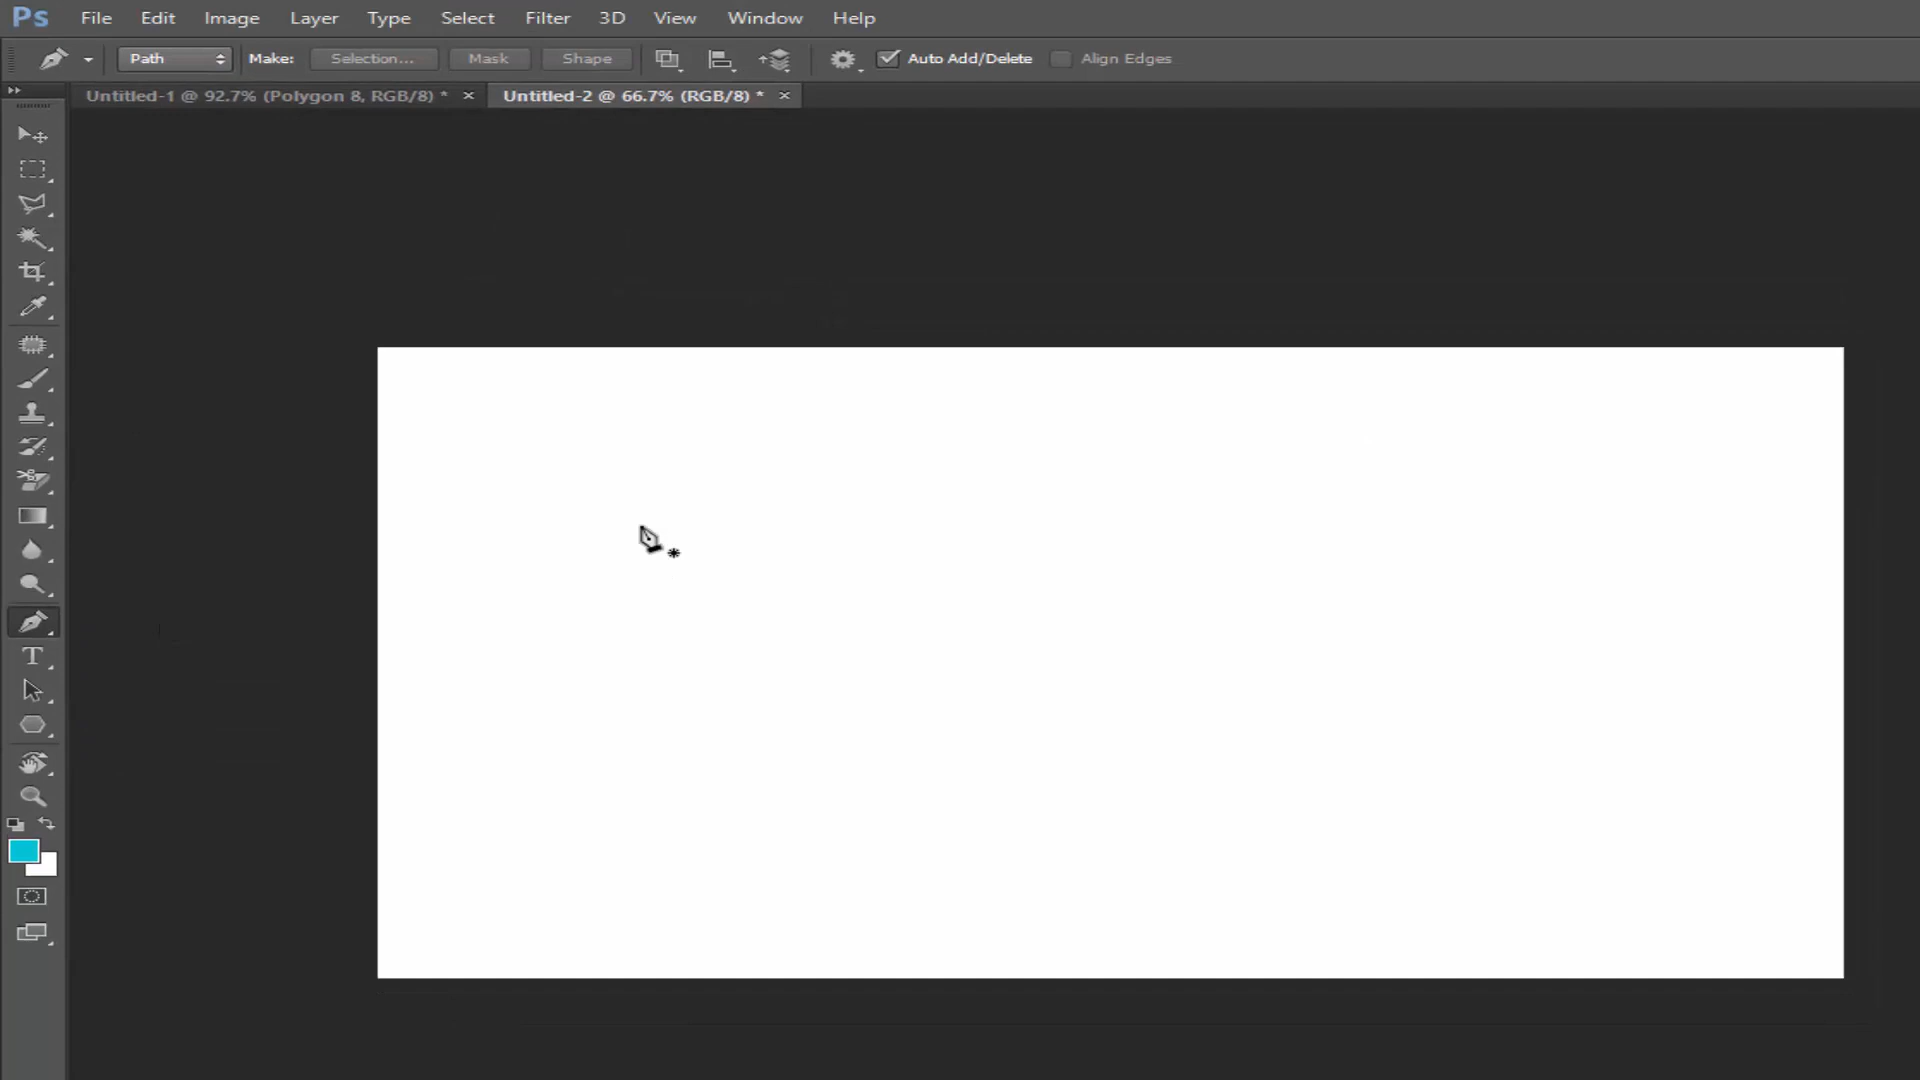 Ps File Edit Image Layer Type Select Filter 3D View Window Help
Path Make: Selection... Mask Shape Auto Add/Delete Align Edges
Untitled-1 @ 92.7% (Polygon 8, RGB/8) * × Untitled-2 @ 66.7% (RGB/8) * ×
T